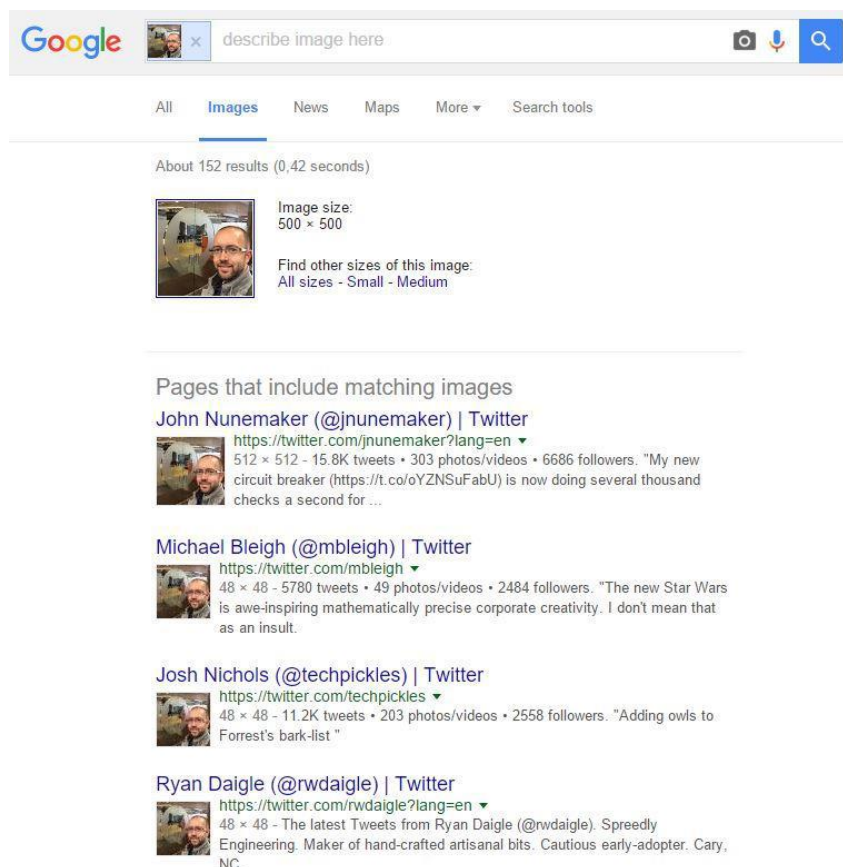 Google
describe image here
All Images News Maps More Search tools
About 152 results (0,42 seconds)
Image size:
500 × 500
Find other sizes of this image:
All sizes - Small - Medium
Pages that include matching images
John Nunemaker (@jnunemaker) | Twitter
https://twitter.com/jnunemaker?lang=en
512 × 512 - 15.8K tweets • 303 photos/videos • 6686 followers. "My new
circuit breaker (https://t.co/oYZNSuFabU) is now doing several thousand
checks a second for ...
Michael Bleigh (@mbleigh) | Twitter
https://twitter.com/mbleigh
48 × 48 - 5780 tweets • 49 photos/videos • 2484 followers. "The new Star Wars
is awe-inspiring mathematically precise corporate creativity. I don't mean that
as an insult.
Josh Nichols (@techpickles) | Twitter
https://twitter.com/techpickles
48 × 48 - 11.2K tweets • 203 photos/videos • 2558 followers. "Adding owls to
Forrest's bark-list "
Ryan Daigle (@rwdaigle) | Twitter
https://twitter.com/rwdaigle?lang=en
48 × 48 - The latest Tweets from Ryan Daigle (@rwdaigle). Spreedly
Engineering. Maker of hand-crafted artisanal bits. Cautious early-adopter. Cary,
NC